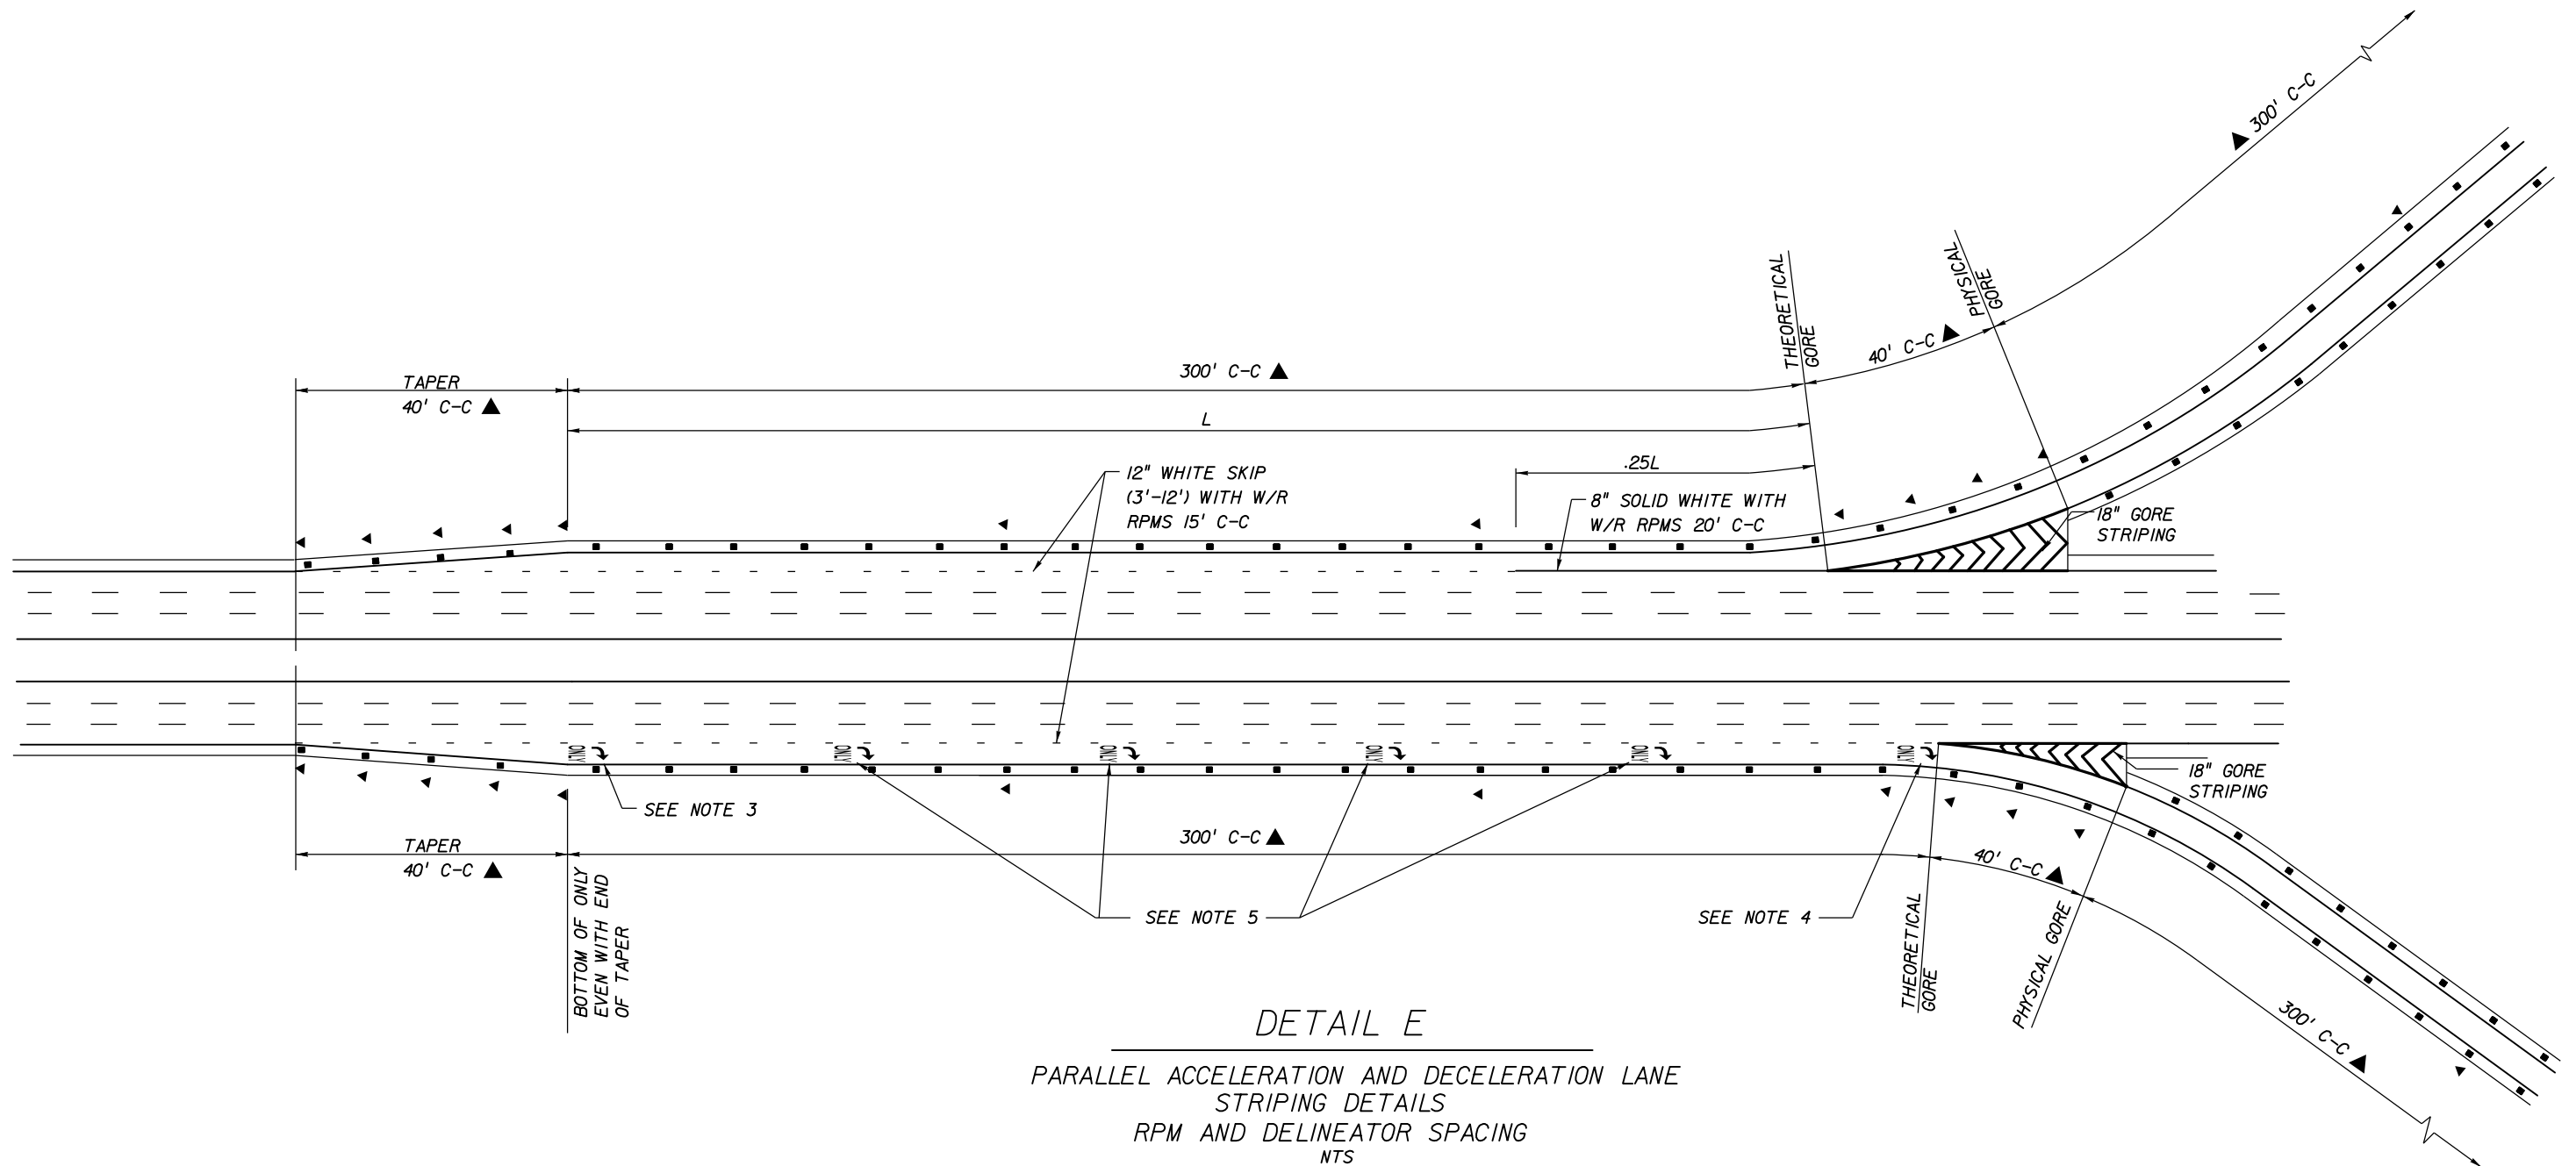 300' C-C
THEORETICAL
GORE
PHYSICAL
GORE
40' C-C
300' C-C
TAPER
40' C-C
L
.25L
12" WHITE SKIP
(3'-12') WITH W/R
RPMS 15' C-C
8" SOLID WHITE WITH
W/R RPMS 20' C-C
18" GORE
STRIPING
ONLY
ONLY
ONLY
ONLY
ONLY
ONLY
18" GORE
STRIPING
SEE NOTE 3
300' C-C
TAPER
40' C-C
40' C-C
BOTTOM OF ONLY
EVEN WITH END
OF TAPER
SEE NOTE 5
SEE NOTE 4
THEORETICAL
GORE
PHYSICAL GORE
300' C-C
DETAIL E
PARALLEL ACCELERATION AND DECELERATION LANE
STRIPING DETAILS
RPM AND DELINEATOR SPACING
NTS